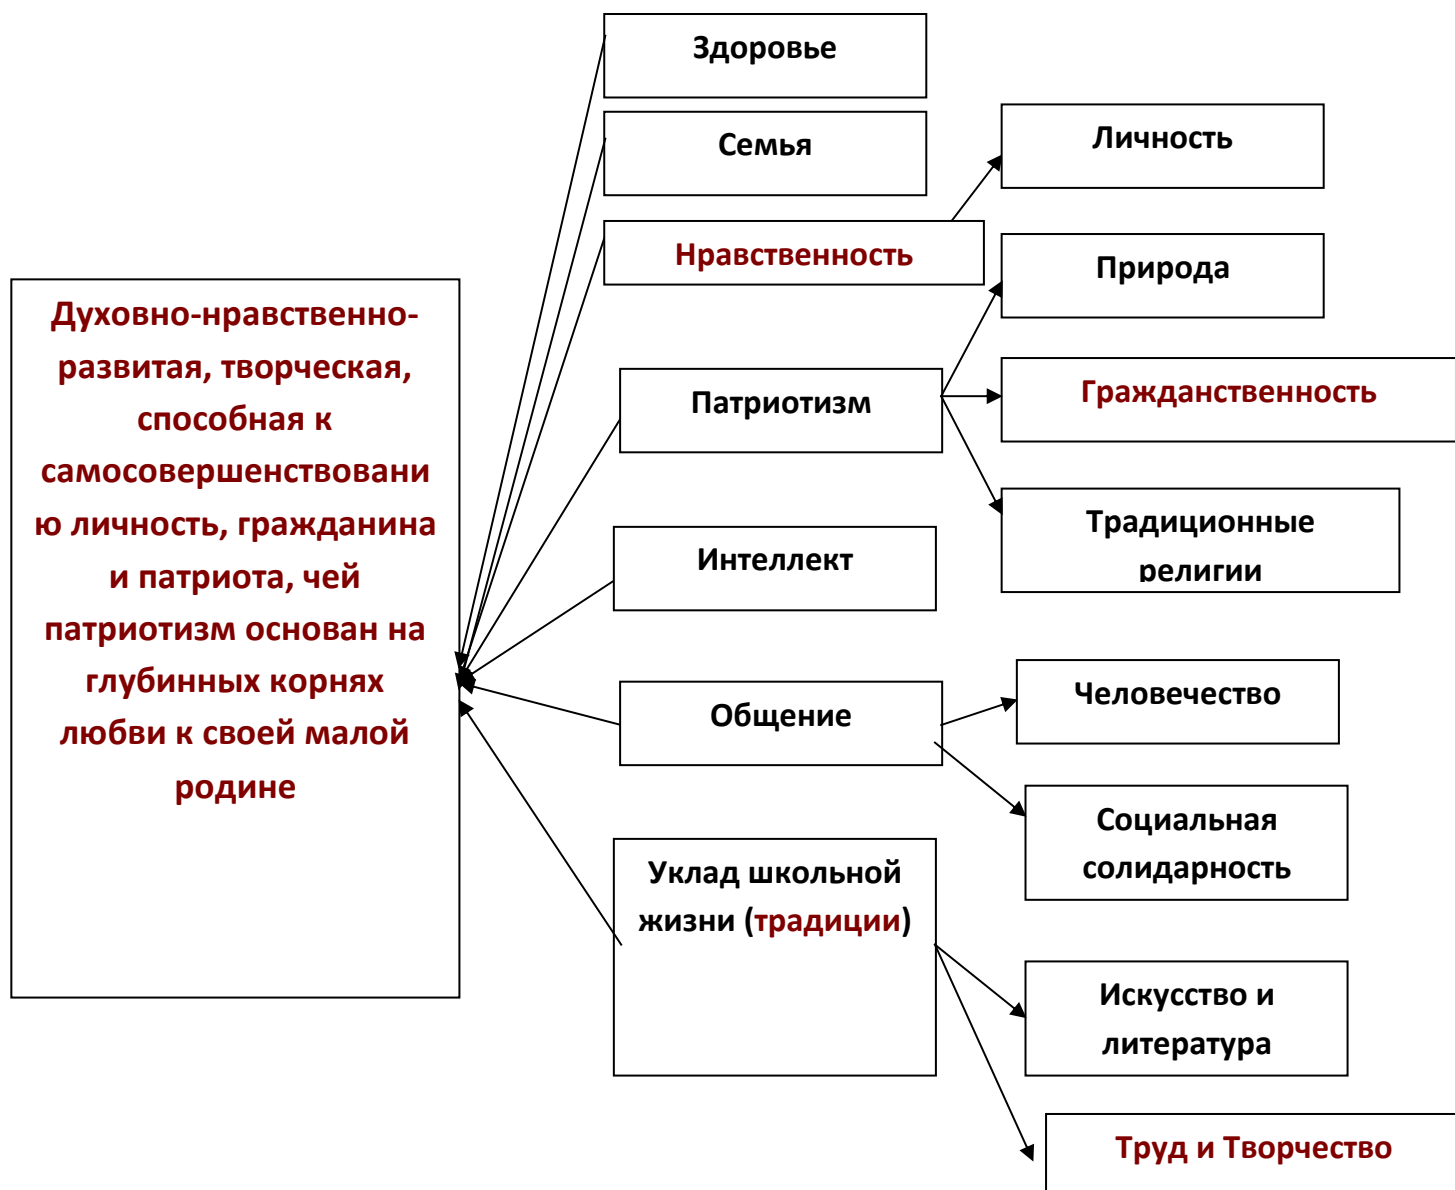 Здоровье
Семья
Нравственность
Личность
Природа
Духовно-нравственно-
развитая, творческая,
способная к
самосовершенствовани
ю личность, гражданина
и патриота, чей
патриотизм основан на
глубинных корнях
любви к своей малой
родине
Патриотизм
Гражданственность
Традиционные
религии
Интеллект
Общение
Человечество
Социальная
солидарность
Уклад школьной
жизни (традиции)
Искусство и
литература
Труд и Творчество